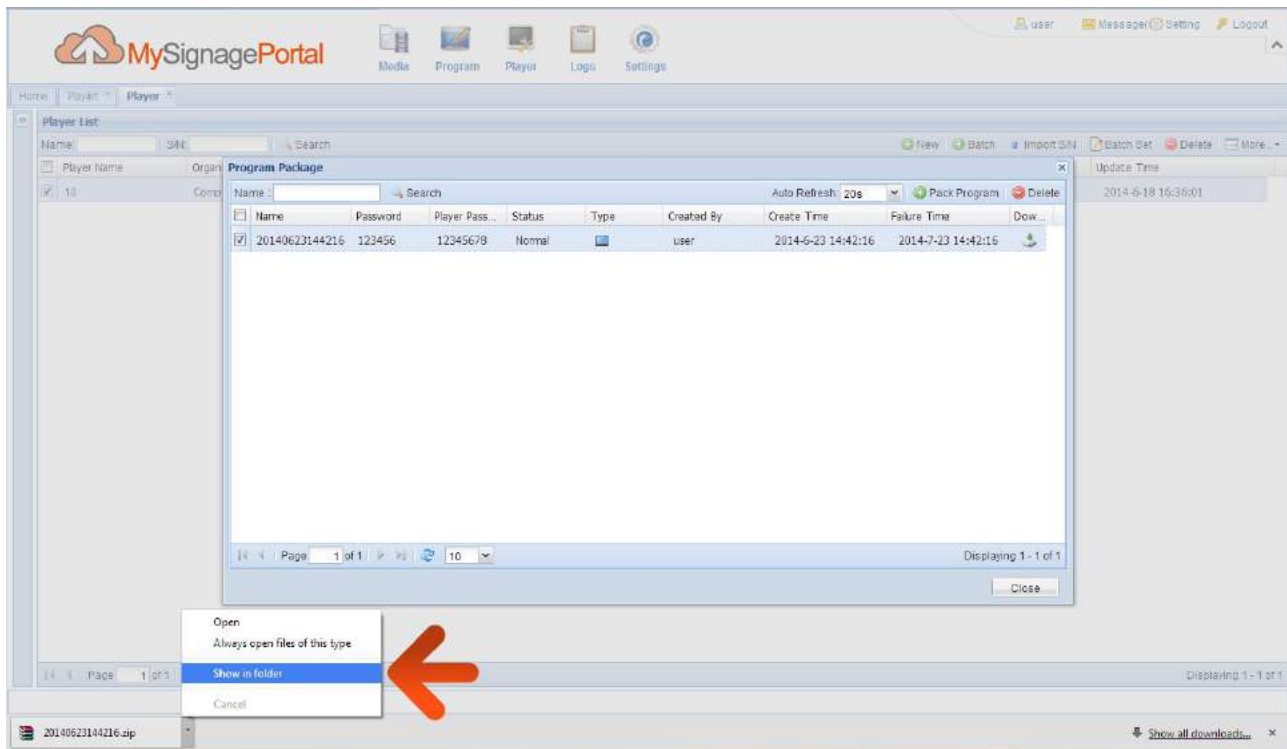 user Message( Setting Logout
MySignagePortal
Media Program Player Logs Settings
Home Playlist Player
Player List
Name: S/N: Search New Batch Import S/N Batch Set Delete More...
Player Name Organ Update Time
10 Comp 2014-6-18 16:36:01
Program Package
Name : Search Auto Refresh: 20s Pack Program Delete
Name Password Player Pass... Status Type Created By Create Time Failure Time Dow...
20140623144216 123456 12345678 Normal user 2014-6-23 14:42:16 2014-7-23 14:42:16
Page 1 of 1 10 Displaying 1 - 1 of 1
Close
Open
Always open files of this type
Show in folder
Cancel
Page 1 of 1 Displaying 1 - 1 of 1
20140623144216.zip Show all downloads...